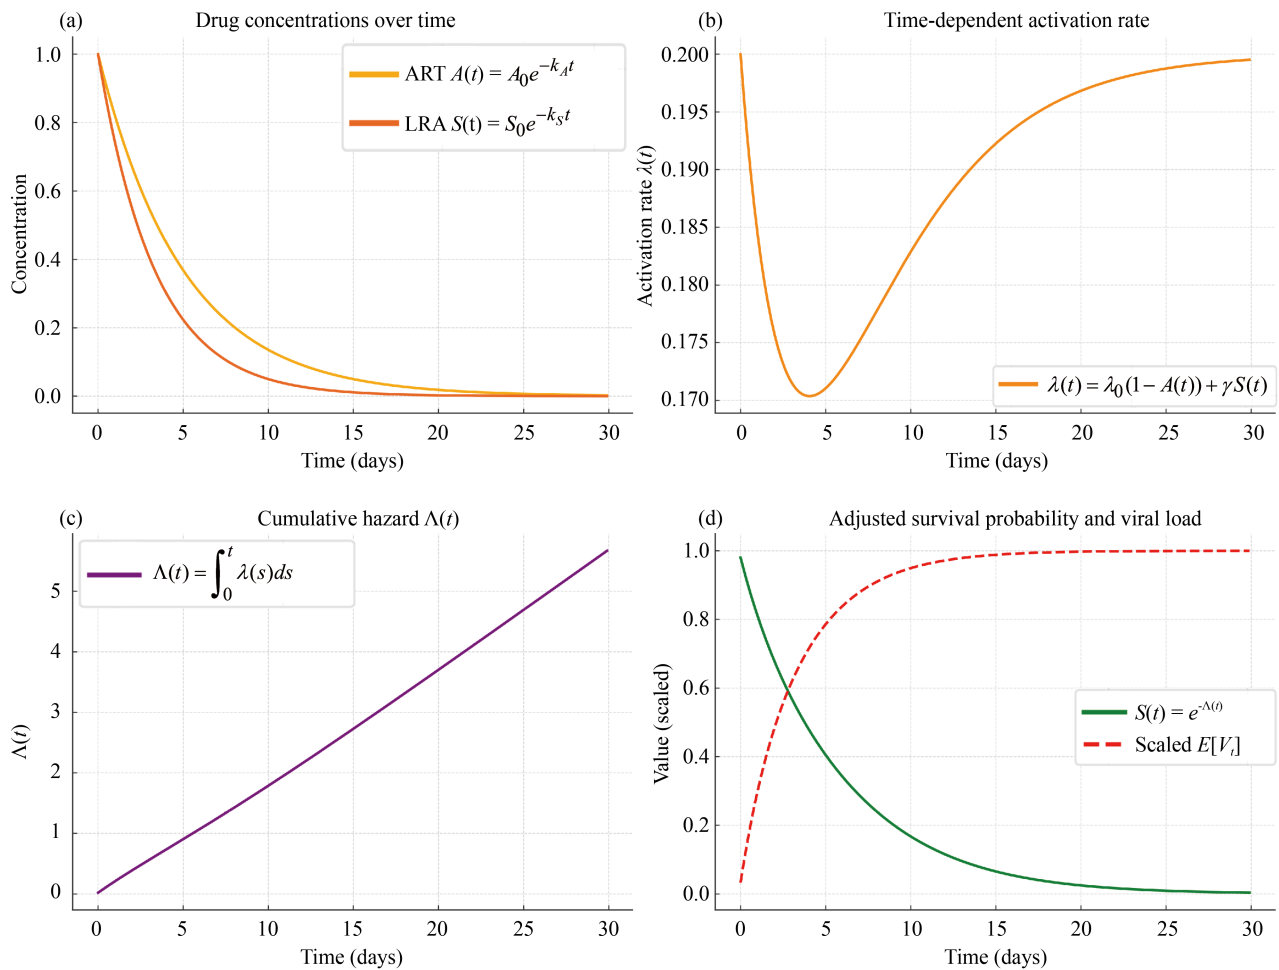 (a)
Drug concentrations over time
1.0
0.8
0.6
0.4
0.2
0.0
Concentration
ART A(t) = A₀e^{−k_A t}
LRA S(t) = S₀e^{−k_S t}
0 5 10 15 20 25 30
Time (days)
(b)
Time-dependent activation rate
0.200
0.195
0.190
0.185
0.180
0.175
0.170
Activation rate λ(t)
λ(t) = λ₀(1− A(t)) + γS(t)
0 5 10 15 20 25 30
Time (days)
(c)
Cumulative hazard Λ(t)
Λ(t) = ∫₀ᵗ λ(s)ds
5
4
3
2
1
0
Λ(t)
0 5 10 15 20 25 30
Time (days)
(d)
Adjusted survival probability and viral load
1.0
0.8
0.6
0.4
0.2
0.0
Value (scaled)
S(t) = e^{-Λ(t)}
Scaled E[Vₜ]
0 5 10 15 20 25 30
Time (days)